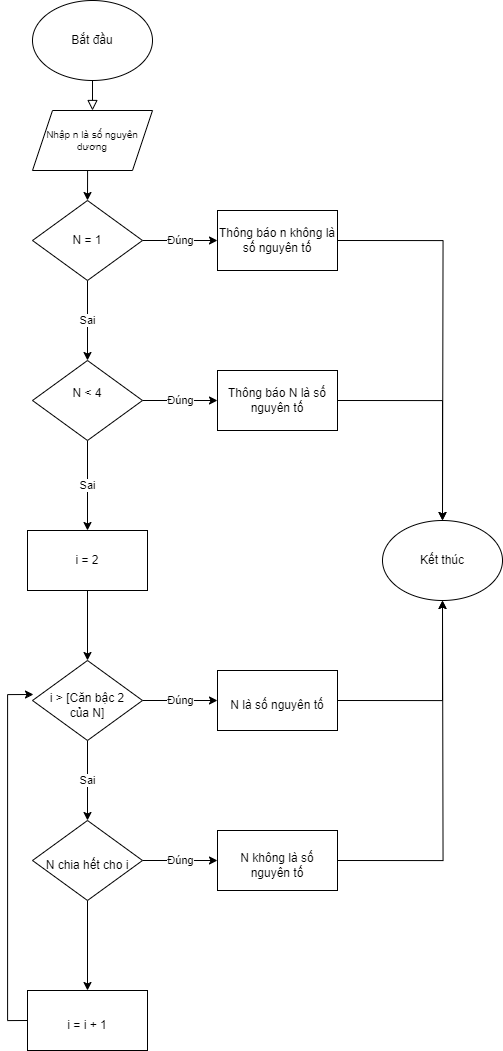 Bắt đầu
Nhập n là số nguyên
dương
N = 1
Đúng
Thông báo n không là
số nguyên tố
Sai
N < 4
Đúng
Thông báo N là số
nguyên tố
Sai
i = 2
Kết thúc
i > [Căn bậc 2
của N]
Đúng
N là số nguyên tố
Sai
N chia hết cho i
Đúng
N không là số
nguyên tố
i = i + 1